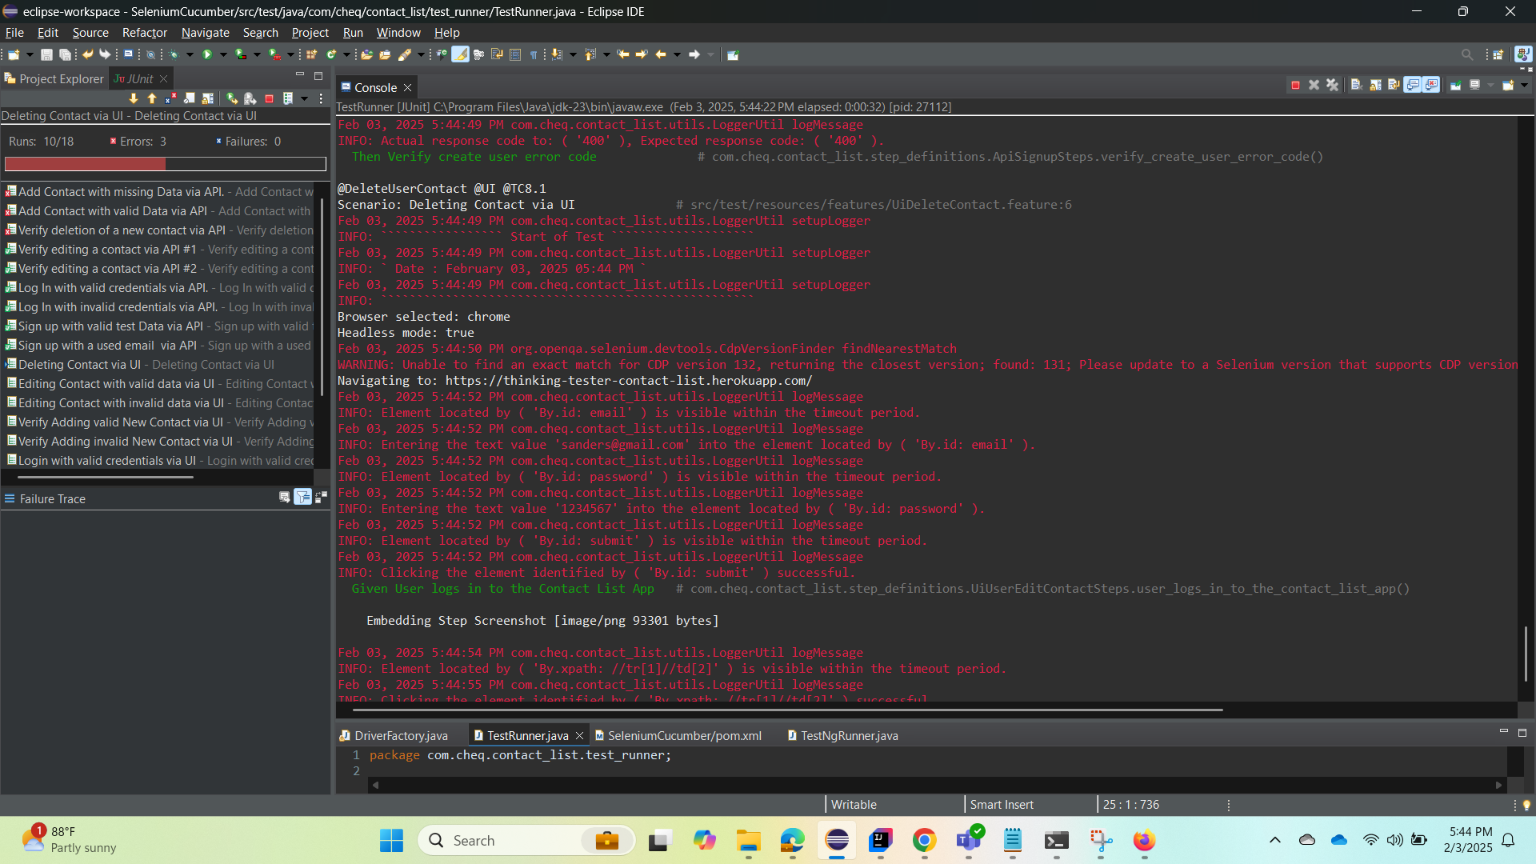 eclipse-workspace - SeleniumCucumber/src/test/java/com/cheq/contact_list/test_runner/TestRunner.java - Eclipse IDE
File Edit Source Refactor Navigate Search Project Run Window Help
Project Explorer JUnit
Deleting Contact via UI - Deleting Contact via UI
Runs: 10/18 Errors: 3 Failures: 0
Add Contact with missing Data via API. - Add Contact w
Add Contact with valid Data via API - Add Contact with
Verify deletion of a new contact via API - Verify deletion
Verify editing a contact via API #1 - Verify editing a cont
Verify editing a contact via API #2 - Verify editing a cont
Log In with valid credentials via API. - Log In with valid c
Log In with invalid credentials via API. - Log In with inva
Sign up with valid test Data via API - Sign up with valid
Sign up with a used email  via API - Sign up with a used
Deleting Contact via UI - Deleting Contact via UI
Editing Contact with valid data via UI - Editing Contact
Editing Contact with invalid data via UI - Editing Contac
Verify Adding valid New Contact via UI - Verify Adding v
Verify Adding invalid New Contact via UI - Verify Adding
Login with valid credentials via UI - Login with valid crec
Failure Trace
Console
TestRunner [JUnit] C:\Program Files\Java\jdk-23\bin\javaw.exe (Feb 3, 2025, 5:44:22 PM elapsed: 0:00:32) [pid: 27112]
Feb 03, 2025 5:44:49 PM com.cheq.contact_list.utils.LoggerUtil logMessage
INFO: Actual response code to: ( '400' ), Expected response code: ( '400' ).
Then Verify create user error code # com.cheq.contact_list.step_definitions.ApiSignupSteps.verify_create_user_error_code()
@DeleteUserContact @UI @TC8.1
Scenario: Deleting Contact via UI # src/test/resources/features/UiDeleteContact.feature:6
Feb 03, 2025 5:44:49 PM com.cheq.contact_list.utils.LoggerUtil setupLogger
INFO: ````````````````` Start of Test ````````````````````
Feb 03, 2025 5:44:49 PM com.cheq.contact_list.utils.LoggerUtil setupLogger
INFO: ` Date : February 03, 2025 05:44 PM `
Feb 03, 2025 5:44:49 PM com.cheq.contact_list.utils.LoggerUtil setupLogger
INFO: ````````````````````````````````````````````````````
Browser selected: chrome
Headless mode: true
Feb 03, 2025 5:44:50 PM org.openqa.selenium.devtools.CdpVersionFinder findNearestMatch
WARNING: Unable to find an exact match for CDP version 132, returning the closest version; found: 131; Please update to a Selenium version that supports CDP version
Navigating to: https://thinking-tester-contact-list.herokuapp.com/
Feb 03, 2025 5:44:52 PM com.cheq.contact_list.utils.LoggerUtil logMessage
INFO: Element located by ( 'By.id: email' ) is visible within the timeout period.
Feb 03, 2025 5:44:52 PM com.cheq.contact_list.utils.LoggerUtil logMessage
INFO: Entering the text value 'sanders@gmail.com' into the element located by ( 'By.id: email' ).
Feb 03, 2025 5:44:52 PM com.cheq.contact_list.utils.LoggerUtil logMessage
INFO: Element located by ( 'By.id: password' ) is visible within the timeout period.
Feb 03, 2025 5:44:52 PM com.cheq.contact_list.utils.LoggerUtil logMessage
INFO: Entering the text value '1234567' into the element located by ( 'By.id: password' ).
Feb 03, 2025 5:44:52 PM com.cheq.contact_list.utils.LoggerUtil logMessage
INFO: Element located by ( 'By.id: submit' ) is visible within the timeout period.
Feb 03, 2025 5:44:52 PM com.cheq.contact_list.utils.LoggerUtil logMessage
INFO: Clicking the element identified by ( 'By.id: submit' ) successful.
Given User logs in to the Contact List App # com.cheq.contact_list.step_definitions.UiUserEditContactSteps.user_logs_in_to_the_contact_list_app()
Embedding Step Screenshot [image/png 93301 bytes]
Feb 03, 2025 5:44:54 PM com.cheq.contact_list.utils.LoggerUtil logMessage
INFO: Element located by ( 'By.xpath: //tr[1]//td[2]' ) is visible within the timeout period.
Feb 03, 2025 5:44:55 PM com.cheq.contact_list.utils.LoggerUtil logMessage
INFO: Clicking the element identified by ( 'By.xpath: //tr[1]//td[2]' ) successful
DriverFactory.java TestRunner.java SeleniumCucumber/pom.xml TestNgRunner.java
1 package com.cheq.contact_list.test_runner;
2
Writable Smart Insert 25 : 1 : 736
1 88°F
Partly sunny
Search
5:44 PM
2/3/2025